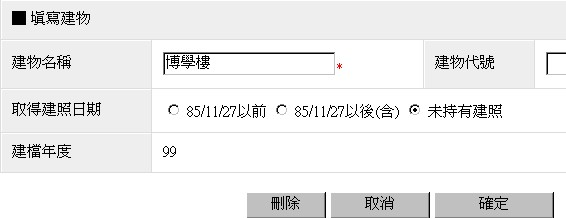 ■ 填寫建物
建物名稱 博學樓 * 建物代號
取得建照日期 85/11/27以前 85/11/27以後(含) 未持有建照
建檔年度 99
刪除 取消 確定